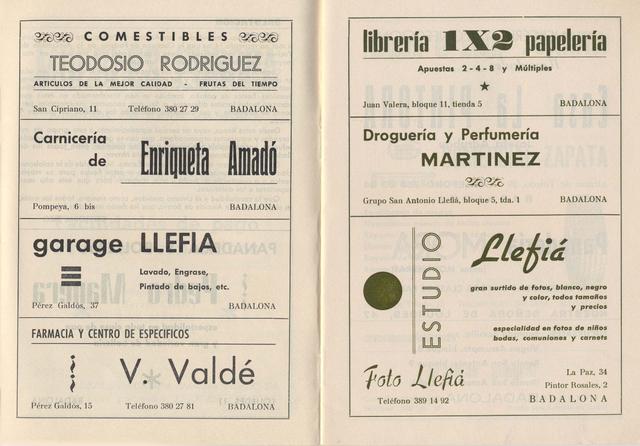 COMESTIBLES
TEODOSIO RODRIGUEZ
ARTICULOS DE LA MEJOR CALIDAD - FRUTAS DEL TIEMPO
San Cipriano, 11 Teléfono 380 27 29 BADALONA
Carnicería
de Enriqueta Amadó
Pompeya, 6 bis BADALONA
garage LLEFIA
Lavado, Engrase,
Pintado de bajos, etc.
Pérez Galdós, 37 BADALONA
FARMACIA Y CENTRO DE ESPECIFICOS
V. Valdé
Pérez Galdós, 15 Teléfono 380 27 81 BADALONA
librería 1X2 papelería
Apuestas 2-4-8 y Múltiples
Juan Valera, bloque 11, tienda 5 BADALONA
Droguería y Perfumería
MARTINEZ
Grupo San Antonio Llefiá, bloque 5, tda. 1 BADALONA
ESTUDIO
Llefiá
gran surtido de fotos, blanco, negro
y color, todos tamaños
y precios
especialidad en fotos de niños
bodas, comuniones y carnets
Foto Llefiá
Teléfono 389 14 92
La Paz, 34
Pintor Rosales, 2
BADALONA